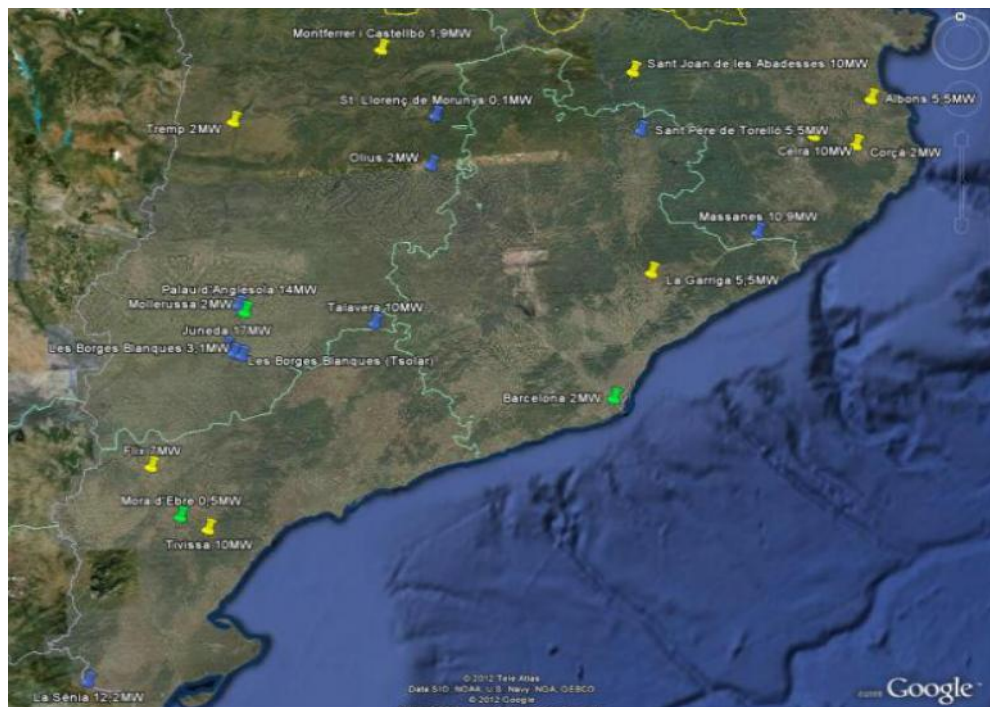 Montferrer i Castellbó 1,9MW
Sant Joan de les Abadesses 10MW
Albons 5,5MW
St. Llorenç de Morunys 0,1MW
Tremp 2MW
Sant Pere de Torelló 5,5MW
Olius 2MW
Celrà 10MW
Corçà 2MW
Massanes 10,9MW
La Garriga 5,5MW
Palau d'Anglesola 14MW
Mollerussa 2MW
Talavera 10MW
Juneda 17MW
Les Borges Blanques 3,1MW
Les Borges Blanques (Tsolar)
Barcelona 2MW
Flix 7MW
Mora d'Ebre 0,5MW
Tivissa 10MW
La Sénia 12,2MW
© 2012 Tele Atlas
Data SIO, NOAA, U.S. Navy, NGA, GEBCO
© 2012 Google
Google